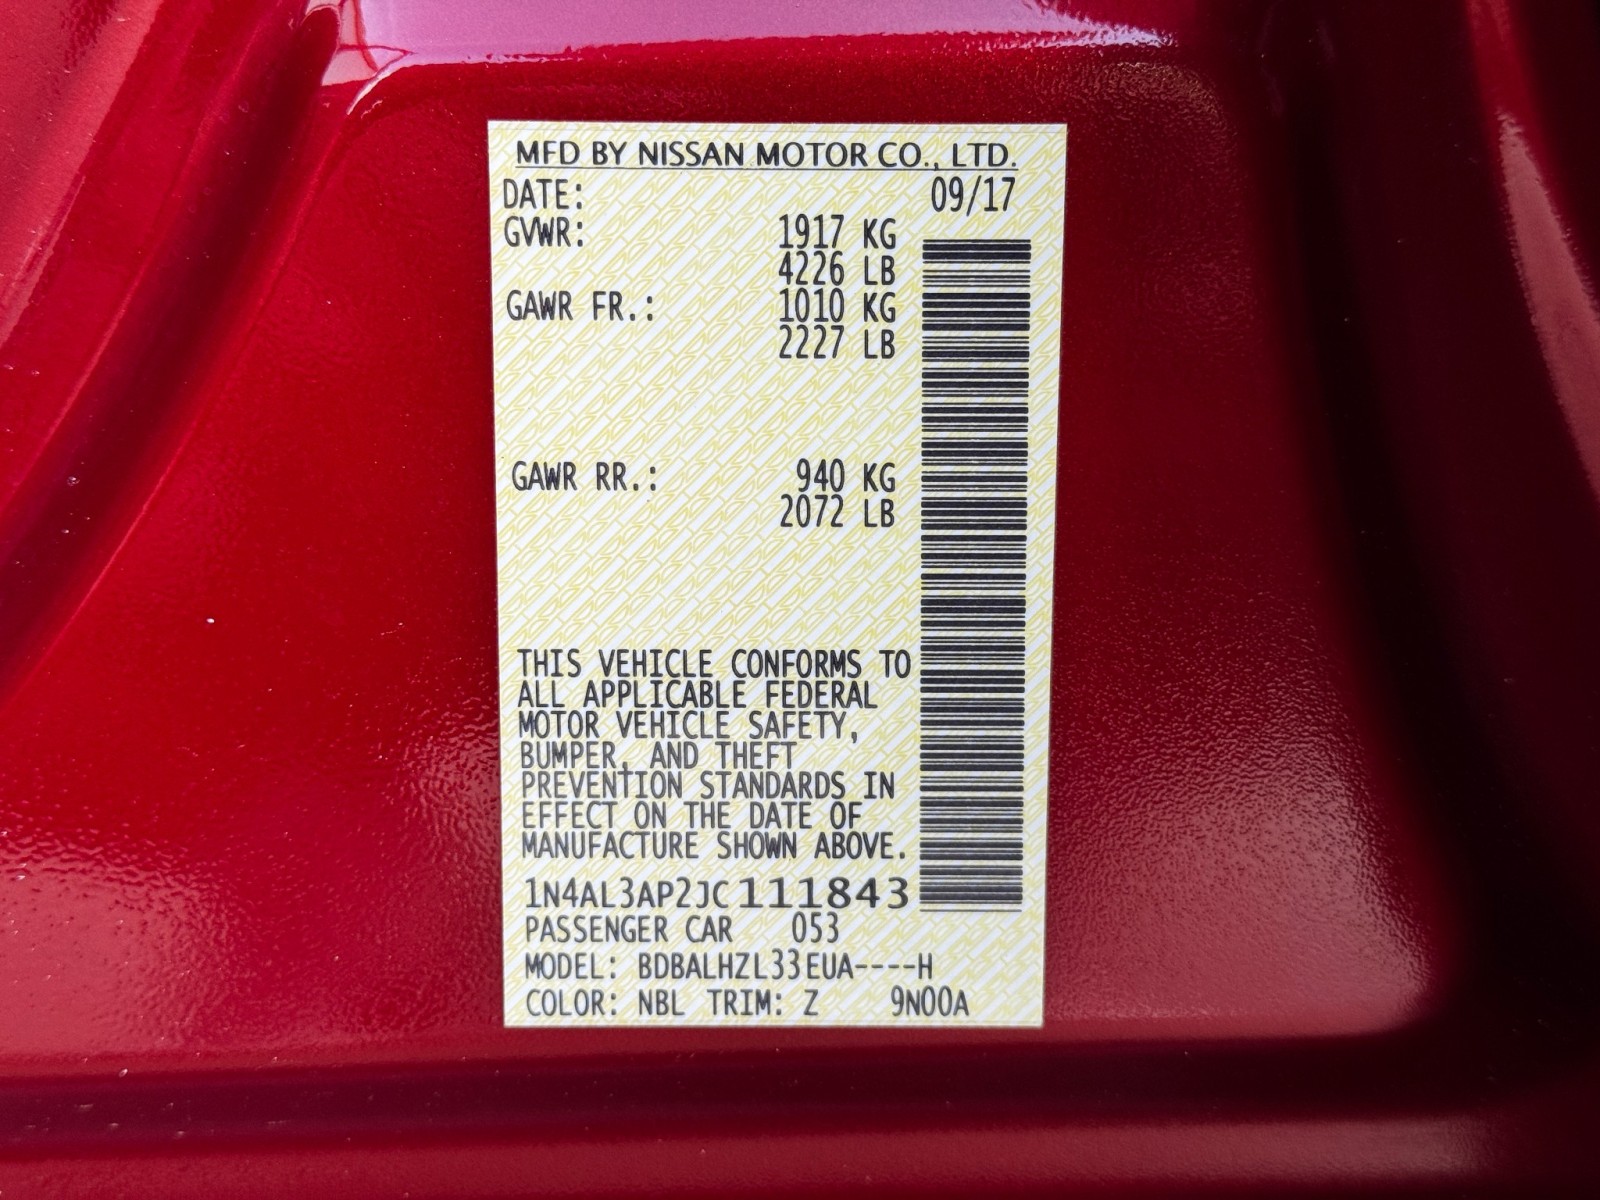 MFD BY NISSAN MOTOR CO., LTD.
DATE: 09/17
GVWR: 1917 KG
4226 LB
GAWR FR.: 1010 KG
2227 LB
GAWR RR.: 940 KG
2072 LB
THIS VEHICLE CONFORMS TO
ALL APPLICABLE FEDERAL
MOTOR VEHICLE SAFETY,
BUMPER, AND THEFT
PREVENTION STANDARDS IN
EFFECT ON THE DATE OF
MANUFACTURE SHOWN ABOVE.
1N4AL3AP2JC111843
PASSENGER CAR 053
MODEL: BDBALHZL33EUA----H
COLOR: NBL TRIM: Z 9N00A